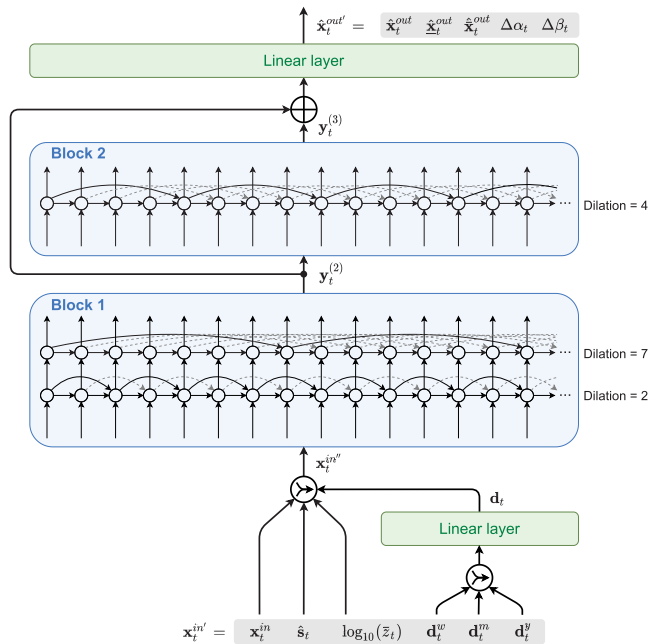 x̂_t^{out'} = x̂_t^{out} x̲̂_t^{out} x̄̂_t^{out} Δα_t Δβ_t
Linear layer
y_t^{(3)}
Block 2
... Dilation = 4
y_t^{(2)}
Block 1
... Dilation = 7
... Dilation = 2
x_t^{in''}
d_t
Linear layer
x_t^{in'} = x_t^{in} ŝ_t log₁₀(z̄_t) d_t^w d_t^m d_t^y